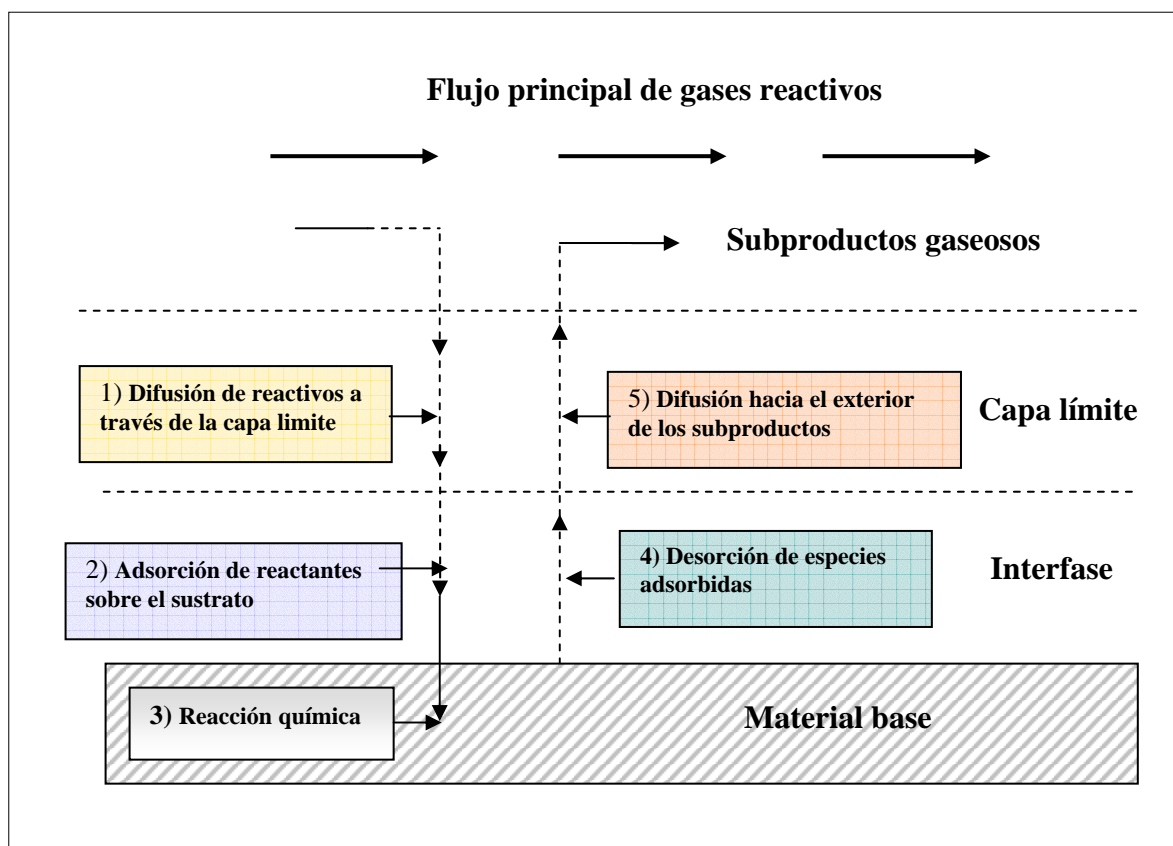 Flujo principal de gases reactivos
Subproductos gaseosos
1) Difusión de reactivos a
través de la capa limite
5) Difusión hacia el exterior
de los subproductos
Capa límite
2) Adsorción de reactantes
sobre el sustrato
4) Desorción de especies
adsorbidas
Interfase
3) Reacción química
Material base